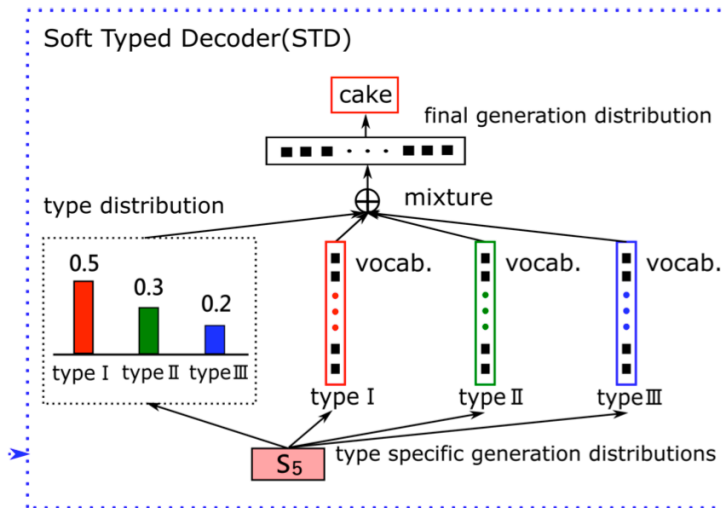 Soft Typed Decoder(STD)
cake
final generation distribution
mixture
type distribution
0.5
0.3
0.2
type Ⅰ
type Ⅱ
type Ⅲ
vocab.
vocab.
vocab.
type Ⅰ
type Ⅱ
type Ⅲ
S₅
type specific generation distributions